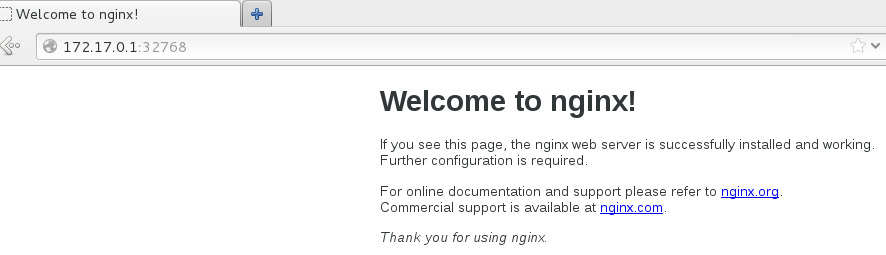 Welcome to nginx!
172.17.0.1:32768
Welcome to nginx!
If you see this page, the nginx web server is successfully installed and working.
Further configuration is required.
For online documentation and support please refer to nginx.org.
Commercial support is available at nginx.com.
Thank you for using nginx.